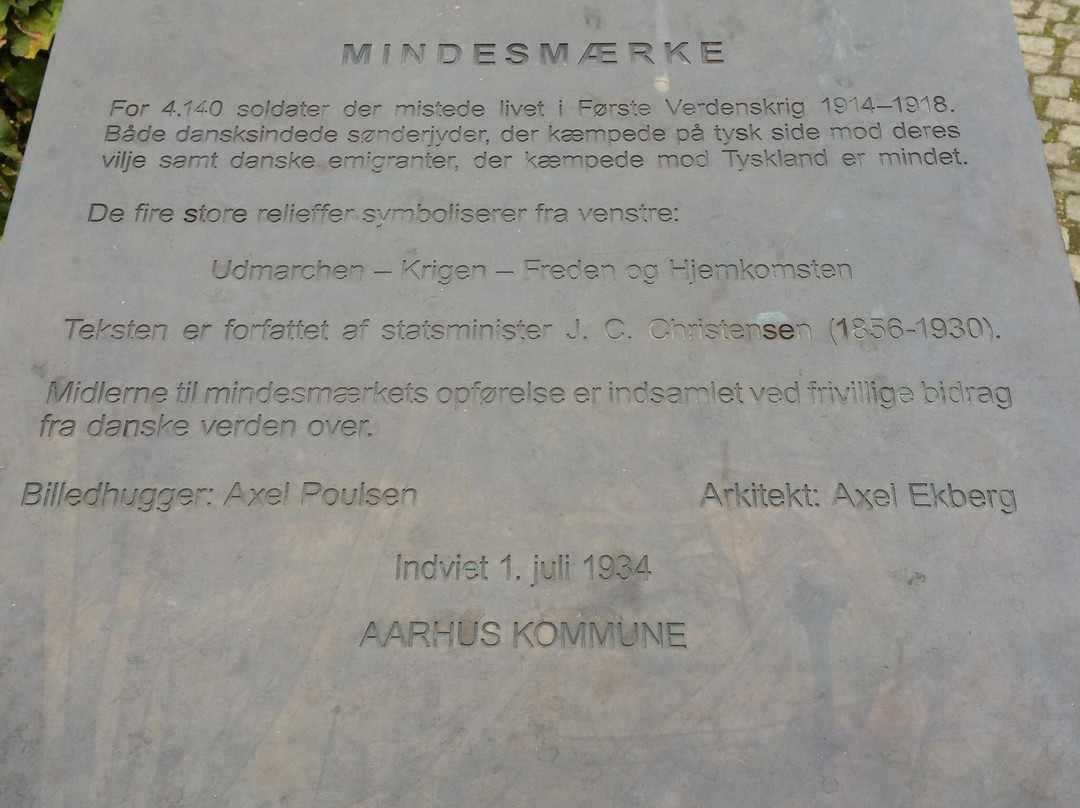 MINDESMÆRKE
For 4.140 soldater der mistede livet i Første Verdenskrig 1914–1918.
Både dansksindede sønderjyder, der kæmpede på tysk side mod deres
vilje samt danske emigranter, der kæmpede mod Tyskland er mindet.
De fire store relieffer symboliserer fra venstre:
Udmarchen – Krigen – Freden og Hjemkomsten
Teksten er forfattet af statsminister J. C. Christensen (1856-1930).
Midlerne til mindesmærkets opførelse er indsamlet ved frivillige bidrag
fra danske verden over.
Billedhugger: Axel Poulsen Arkitekt: Axel Ekberg
Indviet 1. juli 1934
AARHUS KOMMUNE